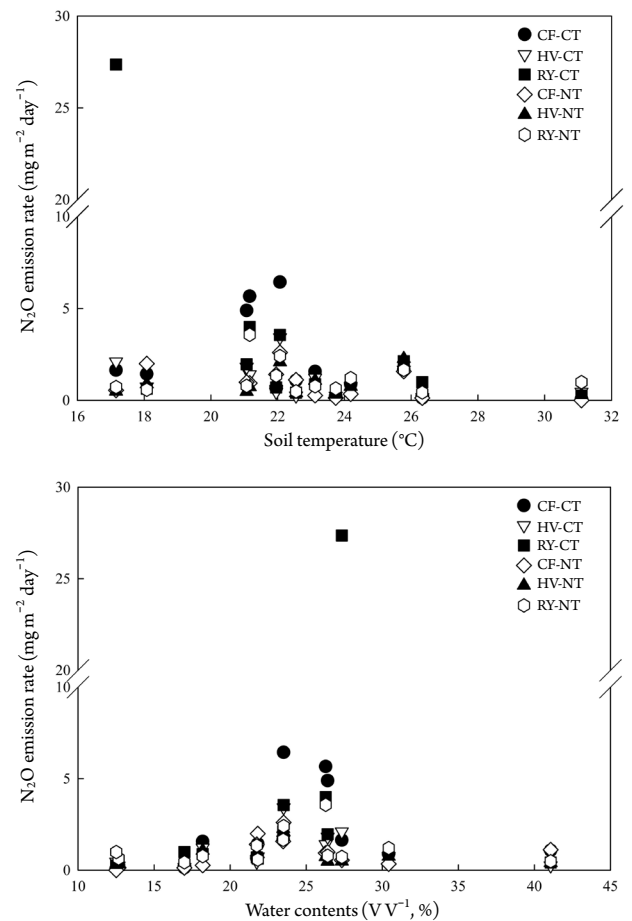 30
20
10
5
0
N₂O emission rate (mg m⁻² day⁻¹)
CF-CT
HV-CT
RY-CT
CF-NT
HV-NT
RY-NT
16 18 20 22 24 26 28 30 32
Soil temperature (°C)
30
20
10
5
0
N₂O emission rate (mg m⁻² day⁻¹)
CF-CT
HV-CT
RY-CT
CF-NT
HV-NT
RY-NT
10 15 20 25 30 35 40 45
Water contents (V V⁻¹, %)